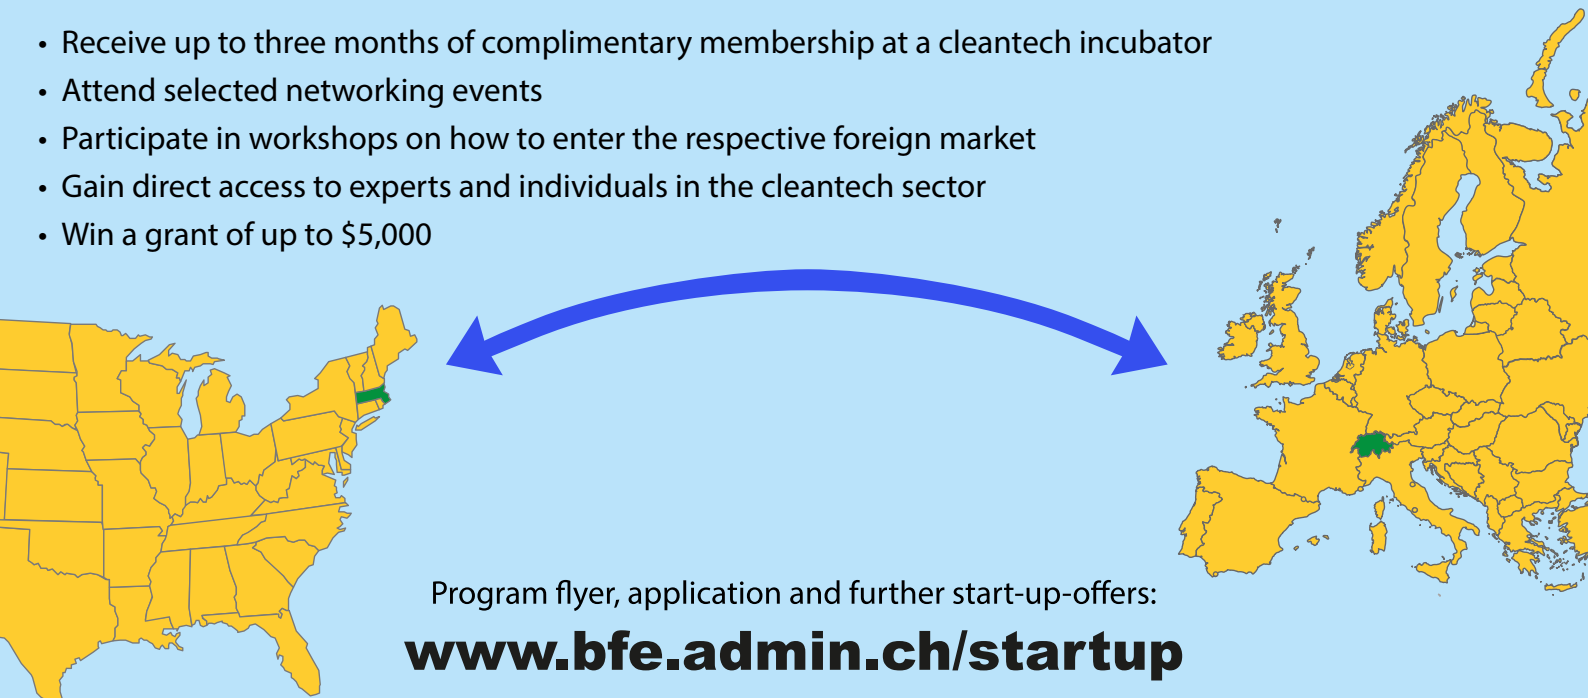 • Receive up to three months of complimentary membership at a cleantech incubator
• Attend selected networking events
• Participate in workshops on how to enter the respective foreign market
• Gain direct access to experts and individuals in the cleantech sector
• Win a grant of up to $5,000
Program flyer, application and further start-up-offers:
www.bfe.admin.ch/startup